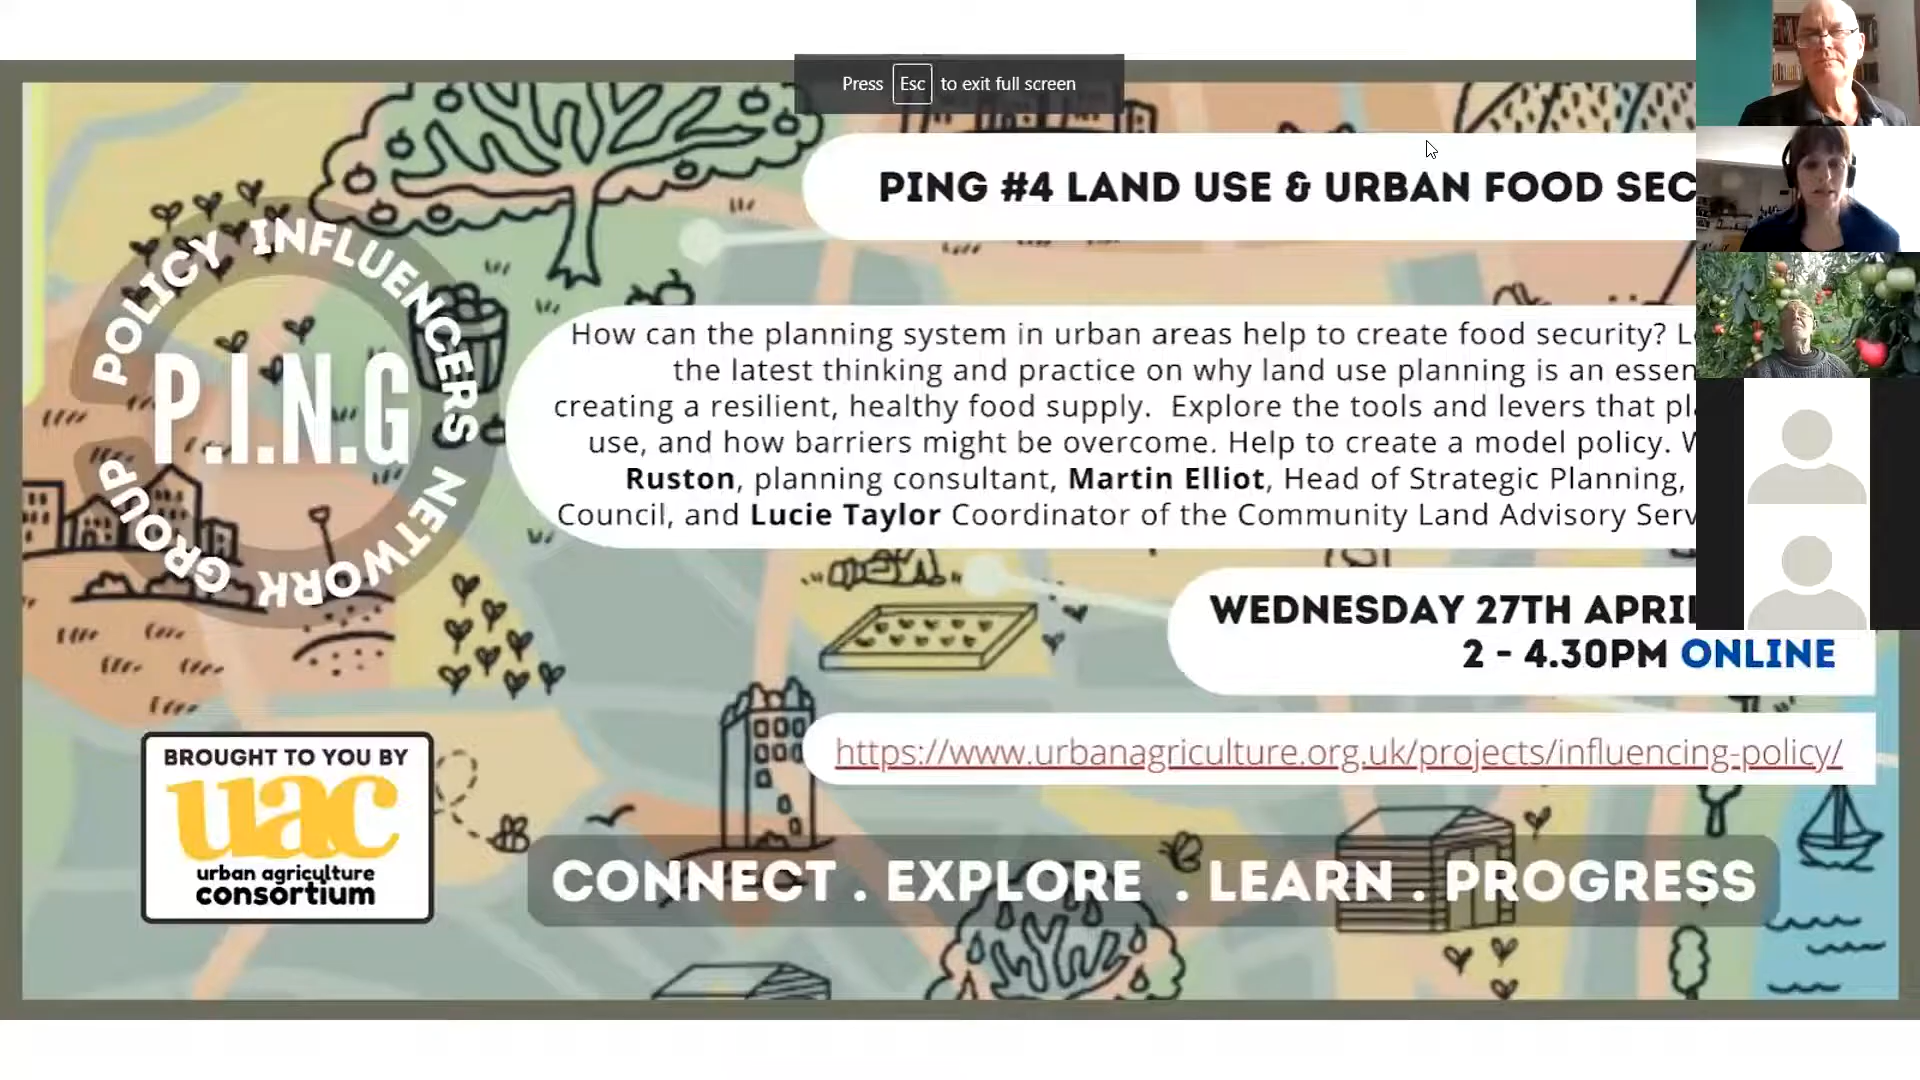 Press Esc to exit full screen
PING #4 LAND USE & URBAN FOOD
POLICY INFLUENCERS NETWORK GROUP
P.I.N.G
How can the planning system in urban areas help to create food security?
the latest thinking and practice on why land use planning is an
creating a resilient, healthy food supply. Explore the tools and levers that
use, and how barriers might be overcome. Help to create a model policy.
Ruston, planning consultant, Martin Elliot, Head of Strategic Planning,
Council, and Lucie Taylor Coordinator of the Community Land Advisory
WEDNESDAY 27TH
2 - 4.30PM ONLINE
https://www.urbanagriculture.org.uk/projects/influencing-policy/
BROUGHT TO YOU BY
uac
urban agriculture
consortium
CONNECT . EXPLORE . LEARN . PROGRESS